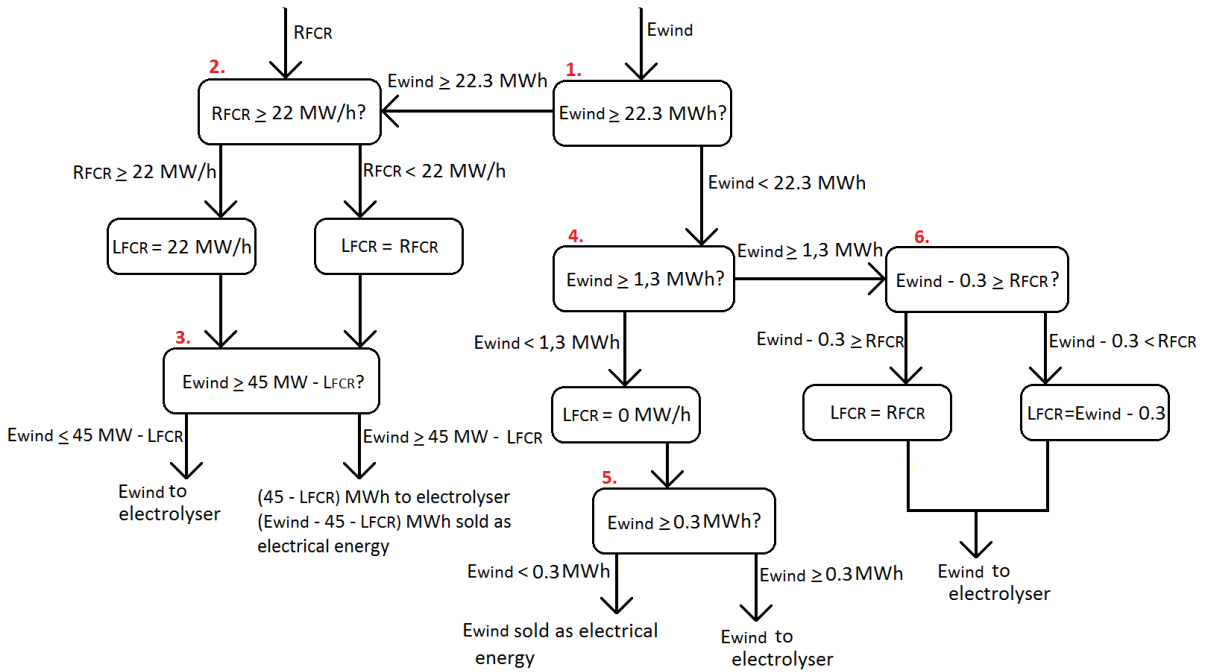 RFCR
Ewind
2.
Ewind ≥ 22.3 MWh
1.
RFCR ≥ 22 MW/h?
Ewind ≥ 22.3 MWh?
RFCR ≥ 22 MW/h
RFCR < 22 MW/h
Ewind < 22.3 MWh
LFCR = 22 MW/h
LFCR = RFCR
4.
Ewind ≥ 1,3 MWh
6.
Ewind ≥ 1,3 MWh?
Ewind - 0.3 ≥ RFCR?
3.
Ewind < 1,3 MWh
Ewind - 0.3 ≥ RFCR
Ewind - 0.3 < RFCR
Ewind ≥ 45 MW - LFCR?
LFCR = 0 MW/h
LFCR = RFCR
LFCR=Ewind - 0.3
Ewind ≤ 45 MW - LFCR
Ewind ≥ 45 MW - LFCR
5.
Ewind to
electrolyser
(45 - LFCR) MWh to electrolyser
(Ewind - 45 - LFCR) MWh sold as
electrical energy
Ewind ≥ 0.3 MWh?
Ewind < 0.3 MWh
Ewind ≥ 0.3 MWh
Ewind to
electrolyser
Ewind sold as electrical
energy
Ewind to
electrolyser